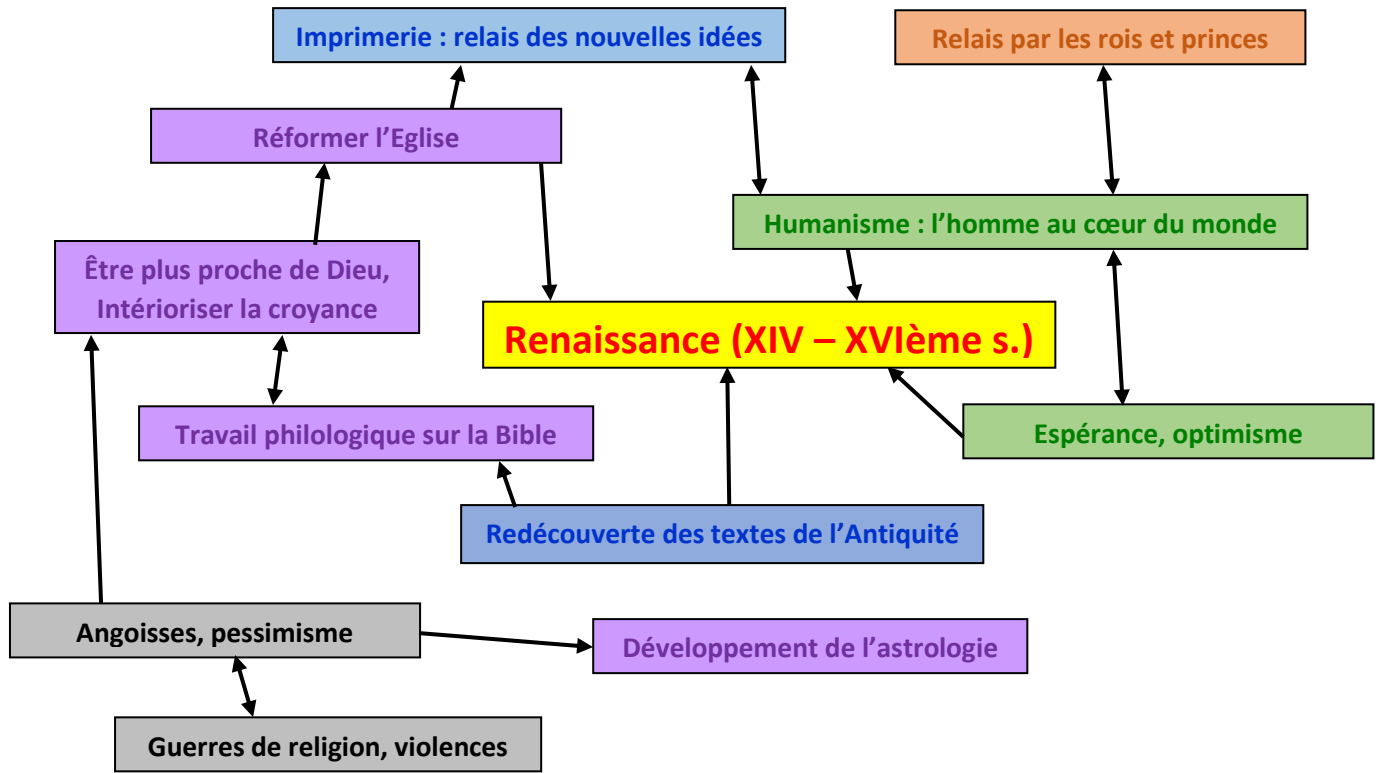 Imprimerie : relais des nouvelles idées
Relais par les rois et princes
Réformer l'Eglise
Humanisme : l'homme au cœur du monde
Être plus proche de Dieu,
Intérioriser la croyance
Renaissance (XIV – XVIème s.)
Travail philologique sur la Bible
Espérance, optimisme
Redécouverte des textes de l'Antiquité
Angoisses, pessimisme
Développement de l'astrologie
Guerres de religion, violences